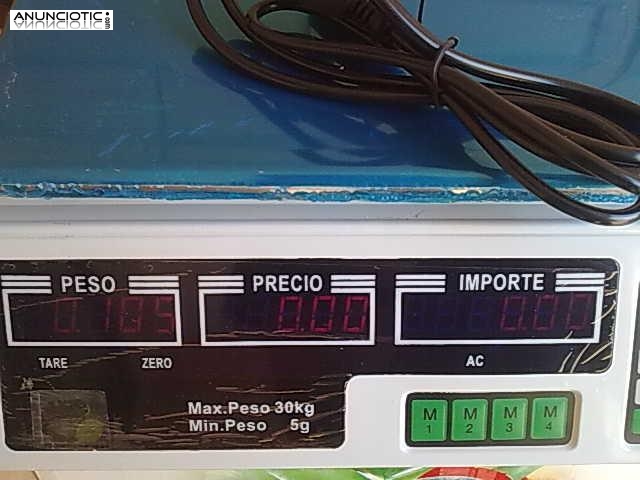 ANUNCIOTIC.es
PESO PRECIO IMPORTE
0.105 0.00 0.00
TARE ZERO AC
Max.Peso 30kg
Min.Peso 5g
M M M M
1 2 3 4